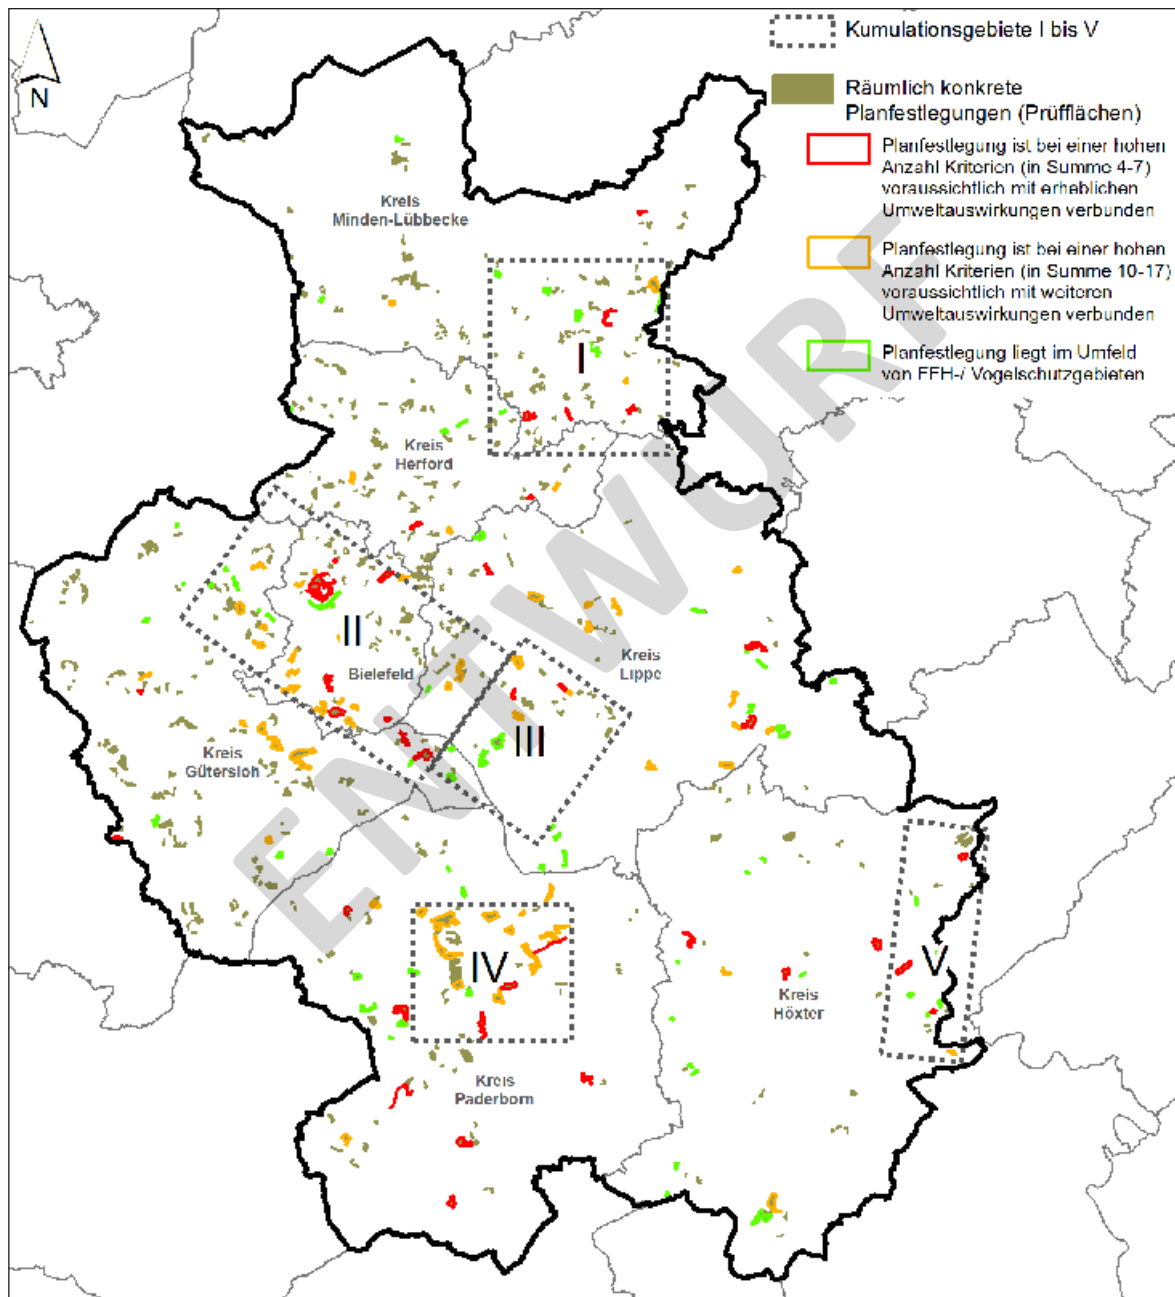 Kumulationsgebiete I bis V
Räumlich konkrete
Planfestlegungen (Prüfflächen)
Planfestlegung ist bei einer hohen
Anzahl Kriterien (in Summe 4-7)
voraussichtlich mit erheblichen
Umweltauswirkungen verbunden
Planfestlegung ist bei einer hohen
Anzahl Kriterien (in Summe 10-17)
voraussichtlich mit weiteren
Umweltauswirkungen verbunden
Planfestlegung liegt im Umfeld
von FFH-/ Vogelschutzgebieten
N
Kreis
Minden-Lübbecke
I
Kreis
Herford
II
Bielefeld
Kreis
Lippe
III
Kreis
Gütersloh
IV
V
Kreis
Höxter
Kreis
Paderborn
ENTWURF